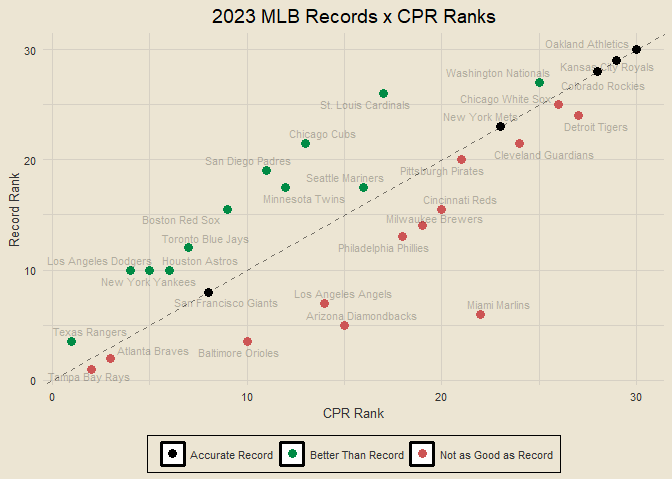 2023 MLB Records x CPR Ranks
Oakland Athletics
30
Kansas City Royals
Washington Nationals
Colorado Rockies
Chicago White Sox
St. Louis Cardinals
New York Mets
Detroit Tigers
Chicago Cubs
Cleveland Guardians
20
San Diego Padres
Pittsburgh Pirates
Seattle Mariners
Minnesota Twins
Cincinnati Reds
Boston Red Sox
Milwaukee Brewers
Toronto Blue Jays
Philadelphia Phillies
Los Angeles Dodgers
Houston Astros
10
New York Yankees
San Francisco Giants
Los Angeles Angels
Miami Marlins
Arizona Diamondbacks
Texas Rangers
Atlanta Braves
Baltimore Orioles
Tampa Bay Rays
0
Record Rank
0 10 20 30
CPR Rank
Accurate Record Better Than Record Not as Good as Record